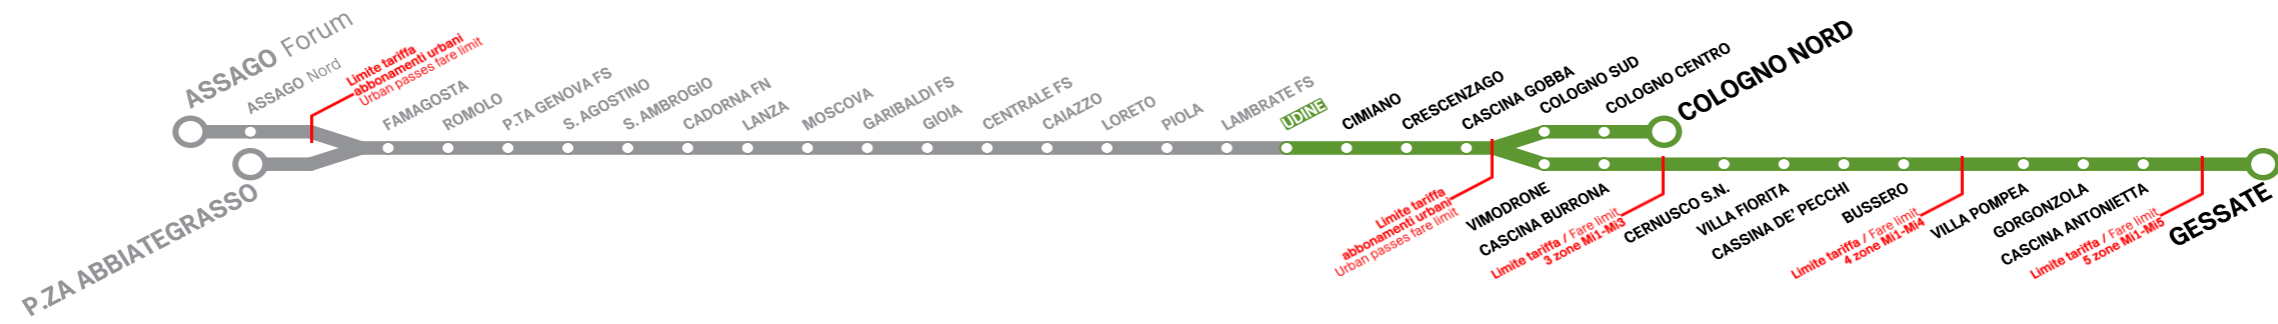 ASSAGO Forum
ASSAGO Nord
Limite tariffa
abbonamenti urbani
Urban passes fare limit
P.ZA ABBIATEGRASSO
FAMAGOSTA
ROMOLO
P.TA GENOVA FS
S. AGOSTINO
S. AMBROGIO
CADORNA FN
LANZA
MOSCOVA
GARIBALDI FS
GIOIA
CENTRALE FS
CAIAZZO
LORETO
PIOLA
LAMBRATE FS
UDINE
CIMIANO
CRESCENZAGO
CASCINA GOBBA
COLOGNO SUD
COLOGNO CENTRO
COLOGNO NORD
Limite tariffa
abbonamenti urbani
Urban passes fare limit
VIMODRONE
CASCINA BURRONA
Limite tariffa / Fare limit
3 zone Mi1-Mi3
CERNUSCO S.N.
VILLA FIORITA
CASSINA DE' PECCHI
BUSSERO
Limite tariffa / Fare limit
4 zone Mi1-Mi4
VILLA POMPEA
GORGONZOLA
CASCINA ANTONIETTA
Limite tariffa / Fare limit
5 zone Mi1-Mi5
GESSATE